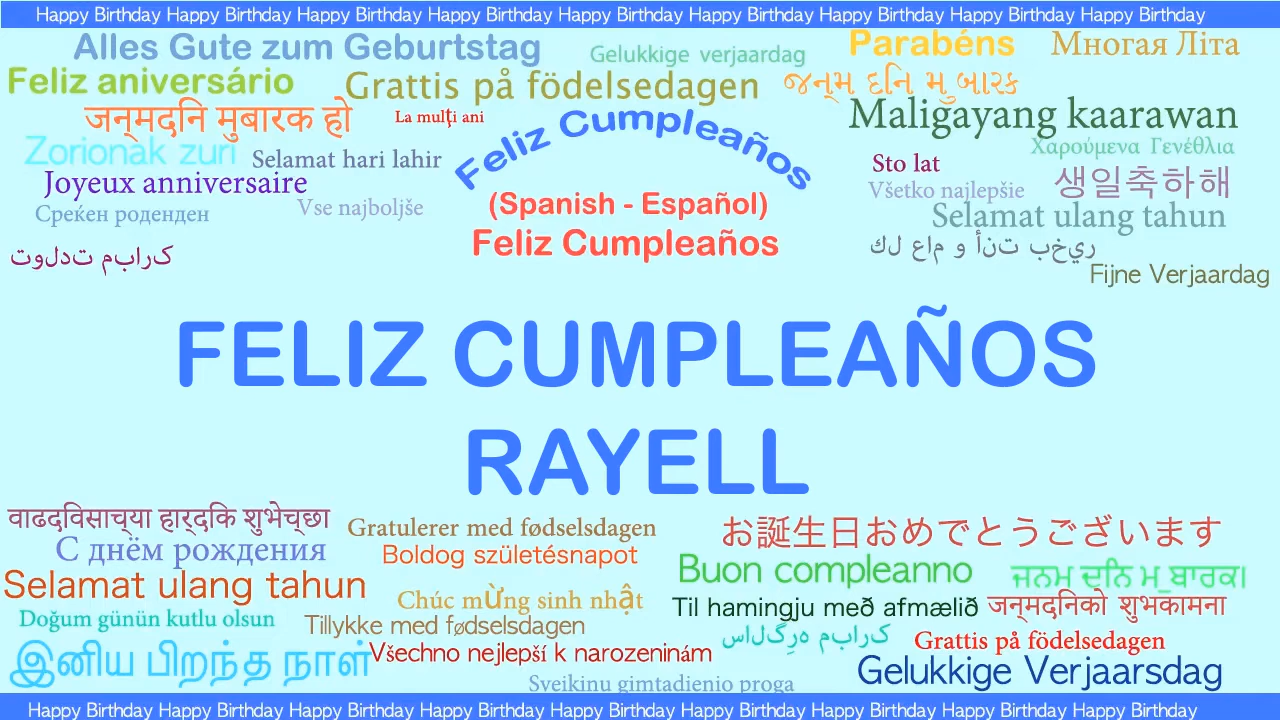 Happy Birthday Happy Birthday Happy Birthday Happy Birthday Happy Birthday Happy Birthday Happy Birthday Happy Birthday Happy Birthday
Alles Gute zum Geburtstag
Gelukkige verjaardag
Parabéns
Многая Літа
Feliz aniversário
Grattis på födelsedagen
જન્મ દિન મુબારક
जन्मदिन मुबारक हो
La mulţi ani
Feliz Cumpleaños
Maligayang kaarawan
Zorionak zuri
Selamat hari lahir
Sto lat
Χαρούμενα Γενέθλια
Joyeux anniversaire
(Spanish - Español)
Všetko najlepšie
생일축하해
Среќен роденден
Vse najboljše
Selamat ulang tahun
Feliz Cumpleaños
تولدت مبارک
كل عام و أنت بخير
Fijne Verjaardag
FELIZ CUMPLEAÑOS
RAYELL
वाढदिवसाच्या हार्दिक शुभेच्छा
Gratulerer med fødselsdagen
お誕生日おめでとうございます
С днём рождения
Boldog születésnapot
Buon compleanno
ਜਨਮ ਦਿਨ ਮੁਬਾਰਕ।
Selamat ulang tahun
Chúc mừng sinh nhật
Til hamingju með afmælið
जन्मदिनको शुभकामना
Doğum günün kutlu olsun
Tillykke med fødselsdagen
سالگرہ مبارک
Grattis på födelsedagen
இனிய பிறந்த நாள்
Všechno nejlepší k narozeninám
Gelukkige Verjaarsdag
Sveikinu gimtadienio proga
Happy Birthday Happy Birthday Happy Birthday Happy Birthday Happy Birthday Happy Birthday Happy Birthday Happy Birthday Happy Birthday